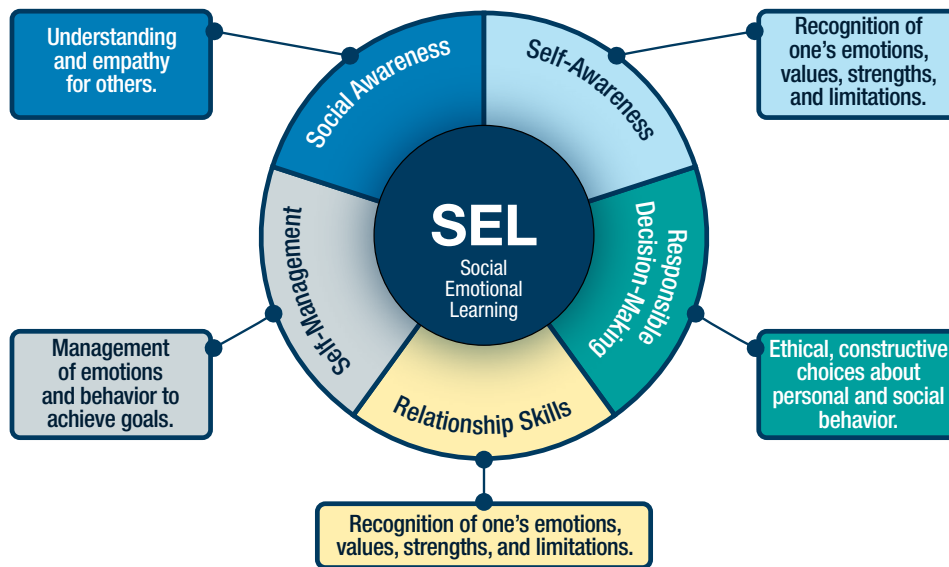 Understanding
and empathy
for others.
Social Awareness
Self-Awareness
Recognition of
one’s emotions,
values, strengths,
and limitations.
SEL
Social
Emotional
Learning
Self-Management
Responsible
Decision-Making
Management
of emotions
and behavior to
achieve goals.
Relationship Skills
Ethical, constructive
choices about
personal and social
behavior.
Recognition of one’s emotions,
values, strengths, and limitations.